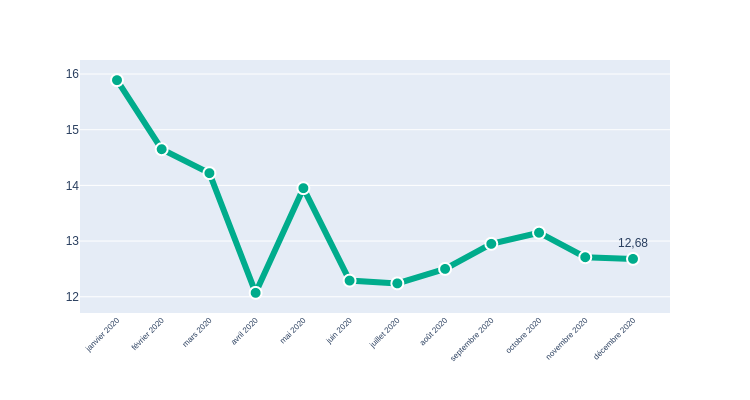 16
15
14
13
12
12,68
janvier 2020
février 2020
mars 2020
avril 2020
mai 2020
juin 2020
juillet 2020
août 2020
septembre 2020
octobre 2020
novembre 2020
décembre 2020